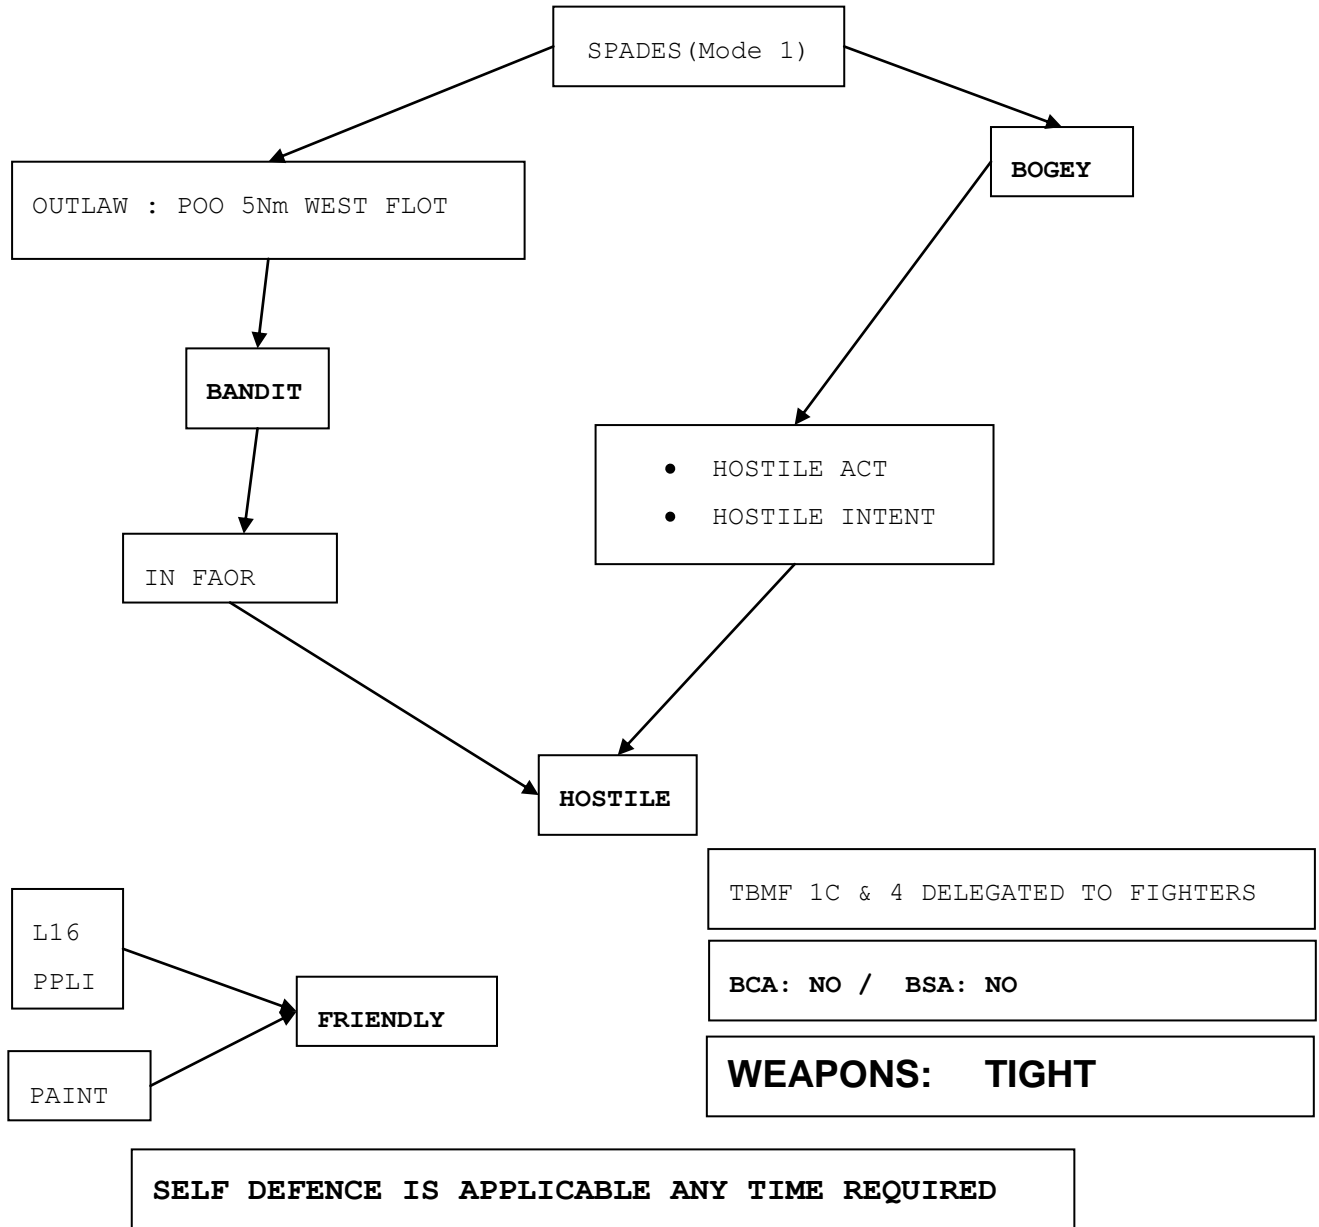 SPADES(Mode 1)
BOGEY
OUTLAW : POO 5Nm WEST FLOT
BANDIT
• HOSTILE ACT
• HOSTILE INTENT
IN FAOR
HOSTILE
TBMF 1C & 4 DELEGATED TO FIGHTERS
L16
PPLI
BCA: NO / BSA: NO
FRIENDLY
WEAPONS: TIGHT
PAINT
SELF DEFENCE IS APPLICABLE ANY TIME REQUIRED